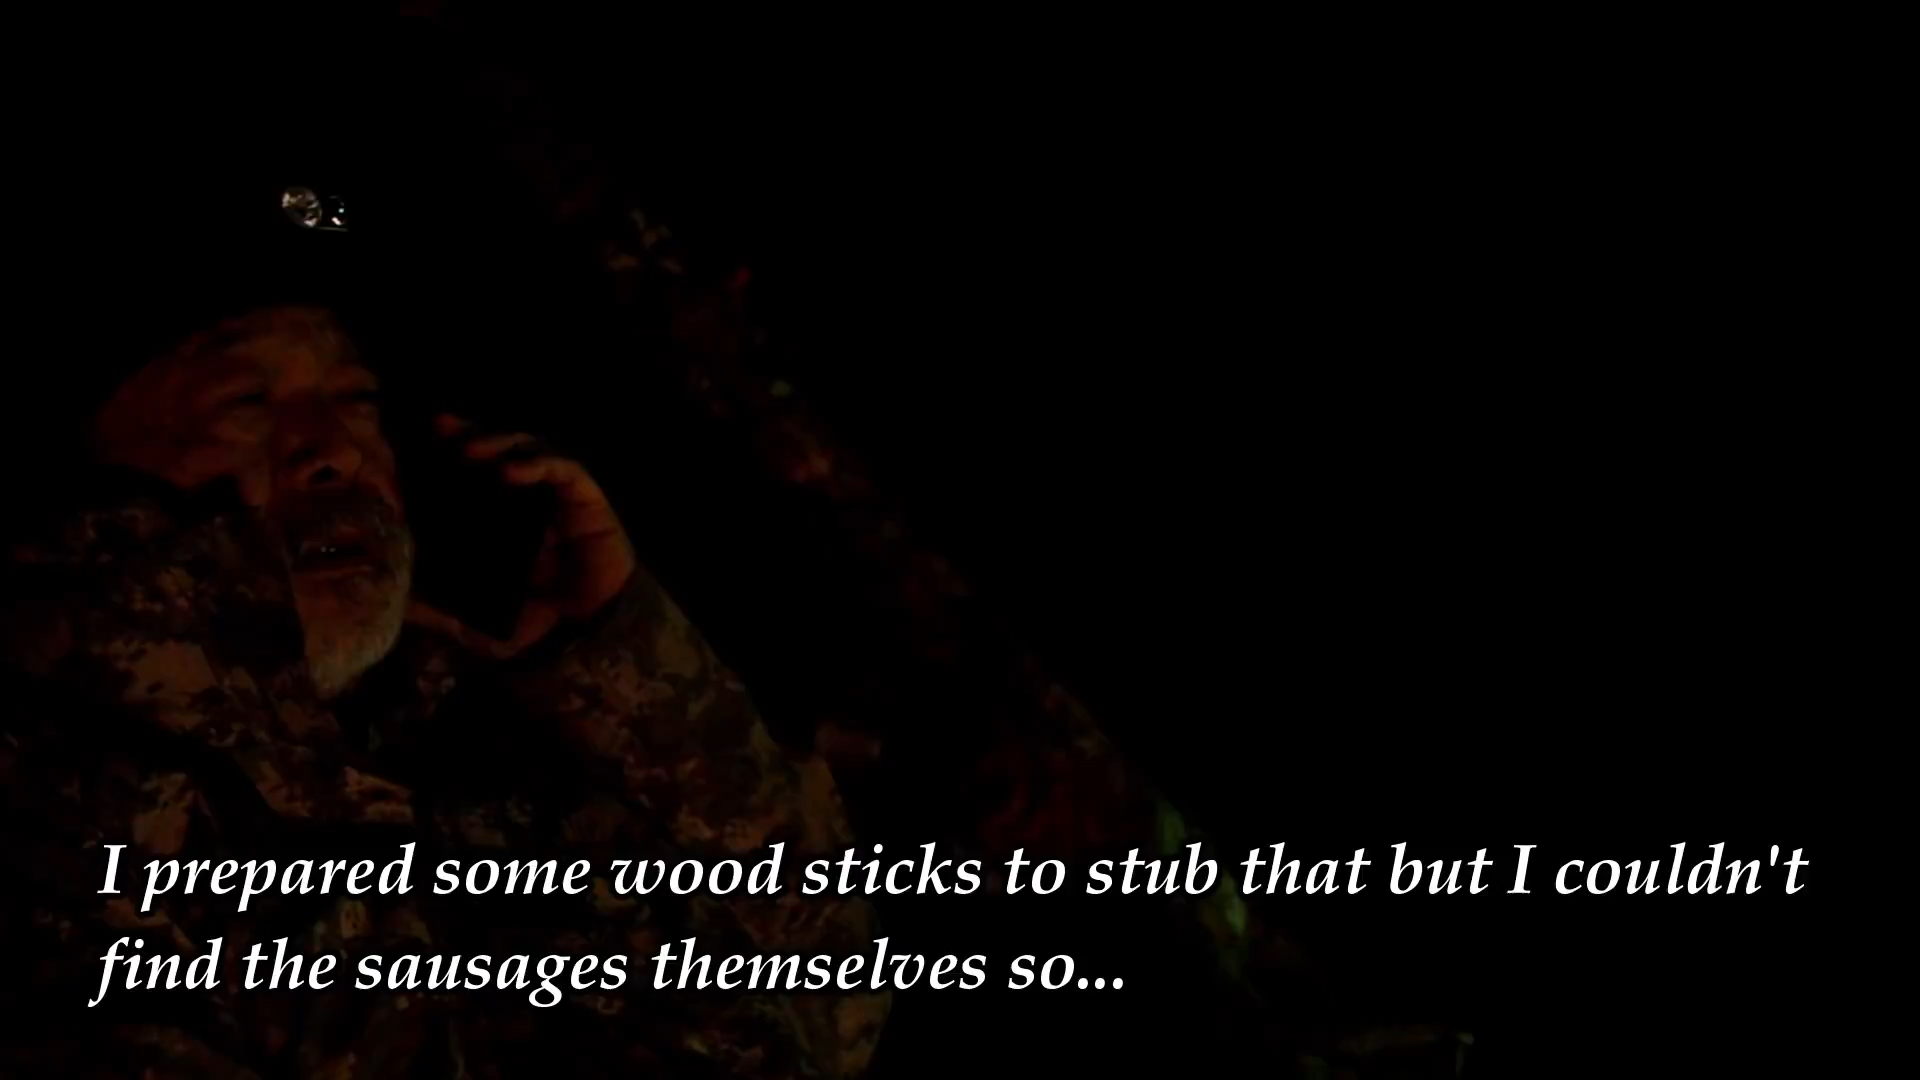 I prepared some wood sticks to stub that but I couldn't
find the sausages themselves so...